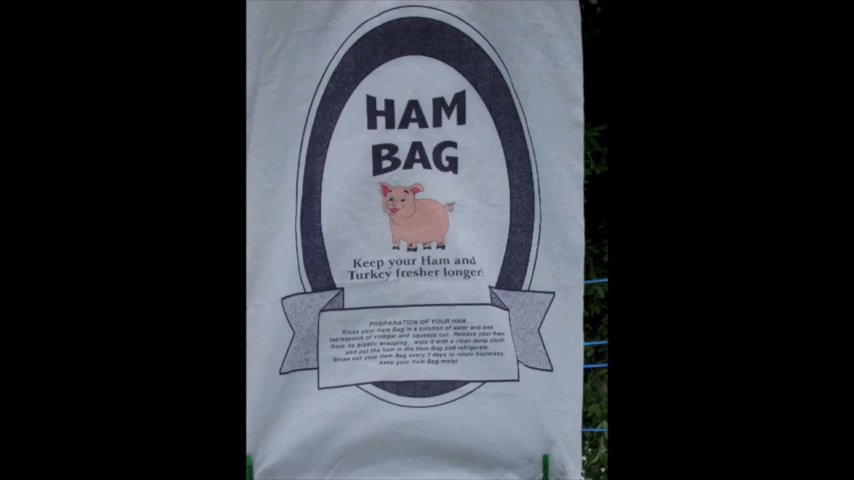 HAM
BAG
Keep your Ham and
Turkey fresher longer!
PREPARATION OF YOUR HAM:
Rinse your Ham Bag in a solution of water and one
tablespoon of vinegar and squeeze out. Remove your ham
from its plastic wrapping, wipe it with a clean damp cloth
and put the ham in the Ham Bag and refrigerate.
Rinse out your Ham Bag every 3 days to retain freshness,
keep your Ham Bag moist.